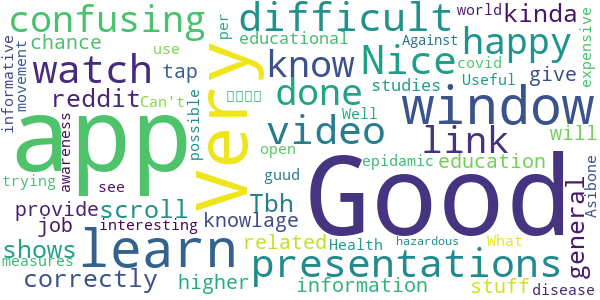 confusing
difficult
world
kinda
chance
per
educational
Against
happy
expensive
informative
movement
watch
tap
use
very
know
Nice
covid
Useful
give
reddit
Can't
possible
done
studies
window
app
awareness
video
Well
link
will
trying
see
learn
open
epidamic
education
guud
Good
general
Asibone
provide
scroll
Tbh
job
interesting
knowlage
shows
related
Health
hazardous
What
measures
correctly
higher
presentations
information
stuff
disease